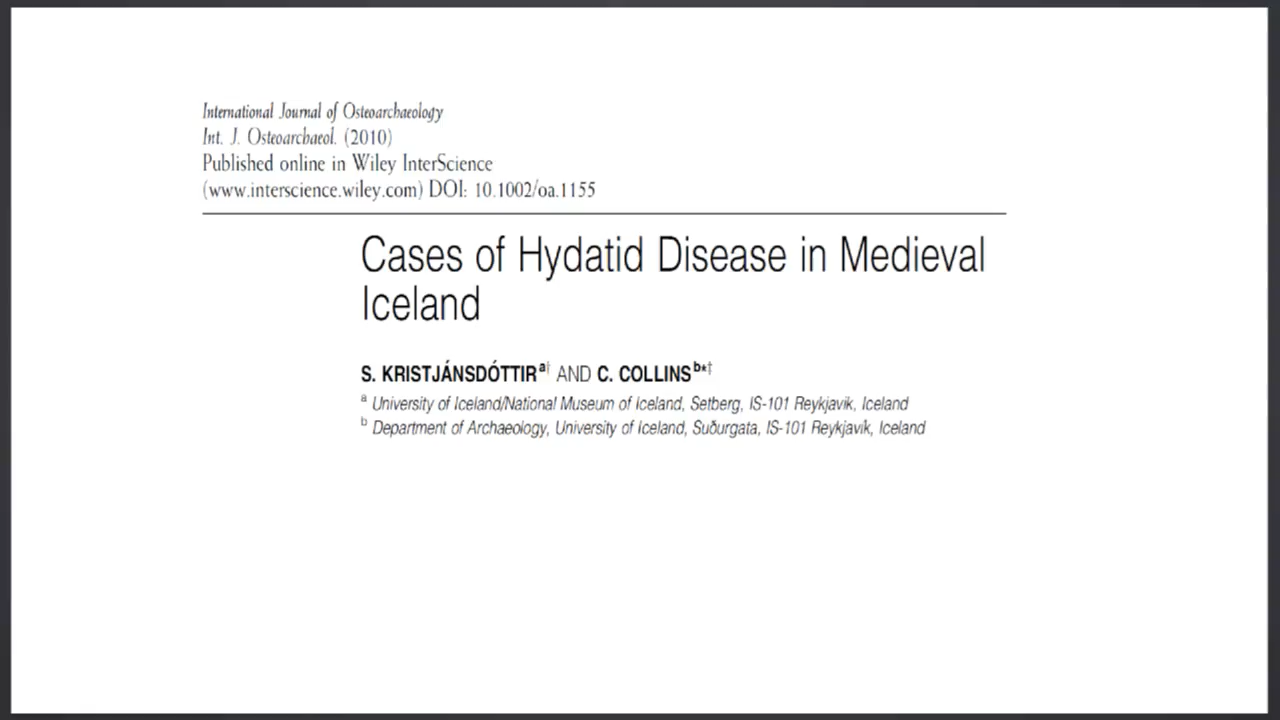 International Journal of Osteoarchaeology
Int. J. Osteoarchaeol. (2010)
Published online in Wiley InterScience
(www.interscience.wiley.com) DOI: 10.1002/oa.1155
Cases of Hydatid Disease in Medieval
Iceland
S. KRISTJÁNSDÓTTIR a† AND C. COLLINS b*‡
a University of Iceland/National Museum of Iceland, Setberg, IS-101 Reykjavik, Iceland
b Department of Archaeology, University of Iceland, Suðurgata, IS-101 Reykjavík, Iceland